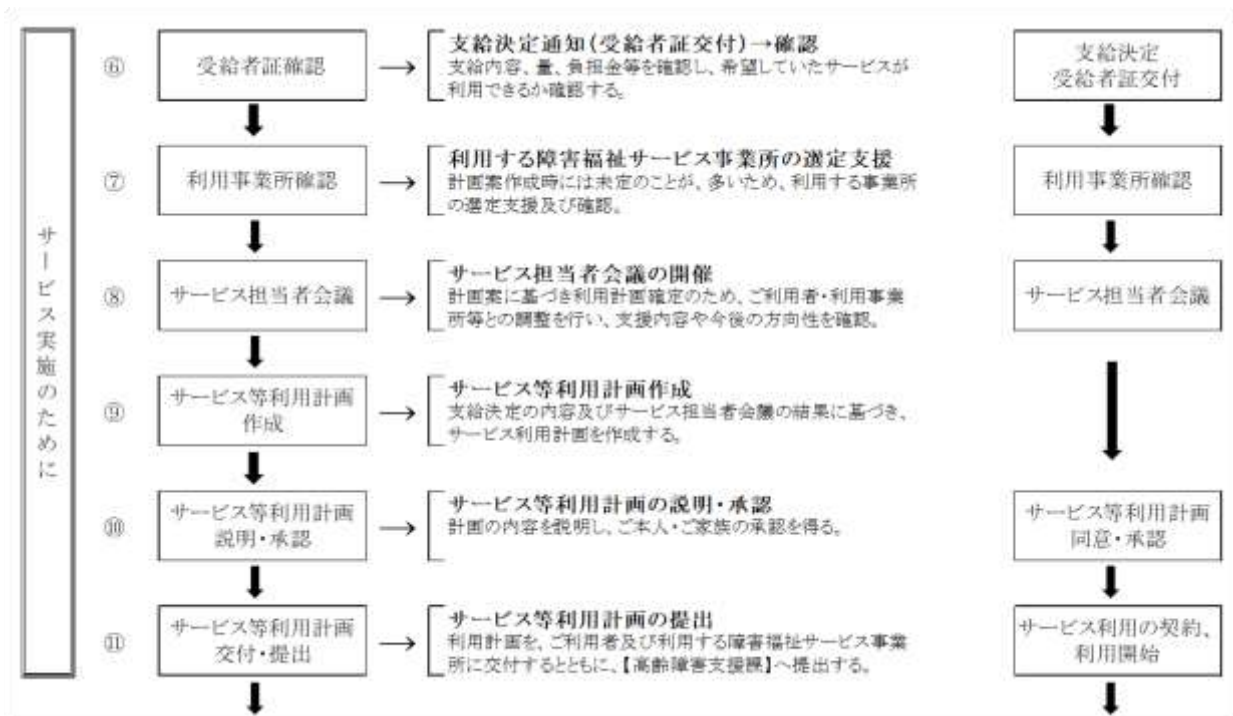 サービス実施のために
⑥
受給者証確認
支給決定通知(受給者証交付)→確認
支給内容、量、負担金等を確認し、希望していたサービスが
利用できるか確認する。
支給決定
受給者証交付
⑦
利用事業所確認
利用する障害福祉サービス事業所の選定支援
計画案作成時には未定のことが、多いため、利用する事業所
の選定支援及び確認。
利用事業所確認
⑧
サービス担当者会議
サービス担当者会議の開催
計画案に基づき利用計画確定のため、ご利用者・利用事業
所等との調整を行い、支援内容や今後の方向性を確認。
サービス担当者会議
⑨
サービス等利用計画
作成
サービス等利用計画作成
支給決定の内容及びサービス担当者会議の結果に基づき、
サービス利用計画を作成する。
⑩
サービス等利用計画
説明・承認
サービス等利用計画の説明・承認
計画の内容を説明し、ご本人・ご家族の承認を得る。
サービス等利用計画
同意・承認
⑪
サービス等利用計画
交付・提出
サービス等利用計画の提出
利用計画を、ご利用者及び利用する障害福祉サービス事業
所に交付するとともに、【高齢障害支援課】へ提出する。
サービス利用の契約、
利用開始